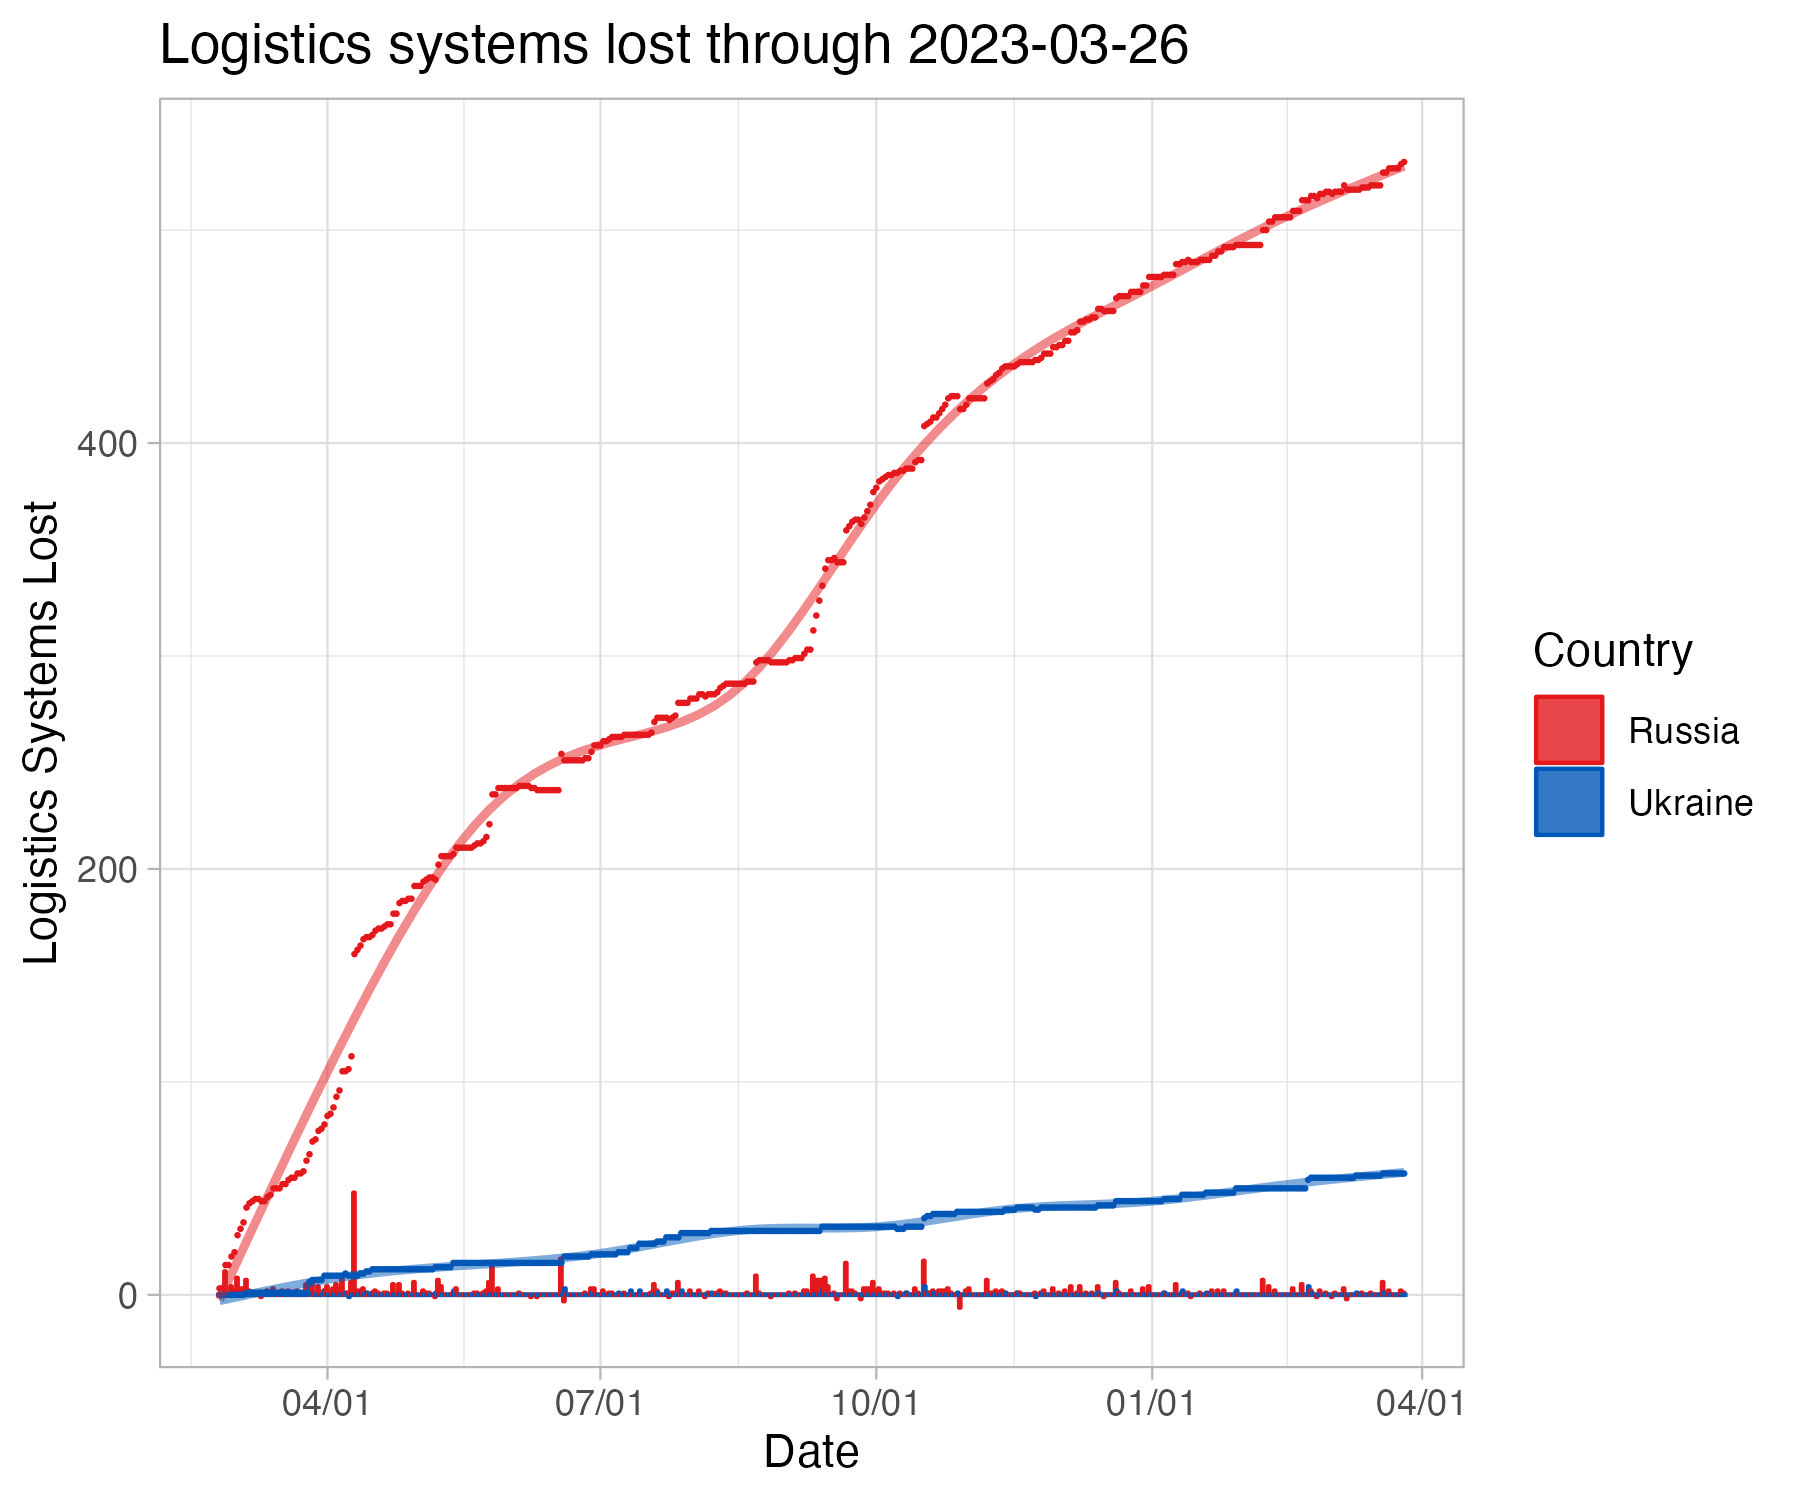 Logistics systems lost through 2023-03-26
Logistics Systems Lost
400
200
0
04/01
07/01
10/01
01/01
04/01
Date
Country
Russia
Ukraine